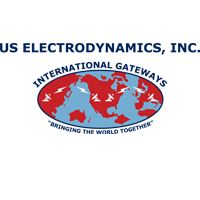 US ELECTRODYNAMICS, INC.
INTERNATIONAL GATEWAYS
"BRINGING THE WORLD TOGETHER"